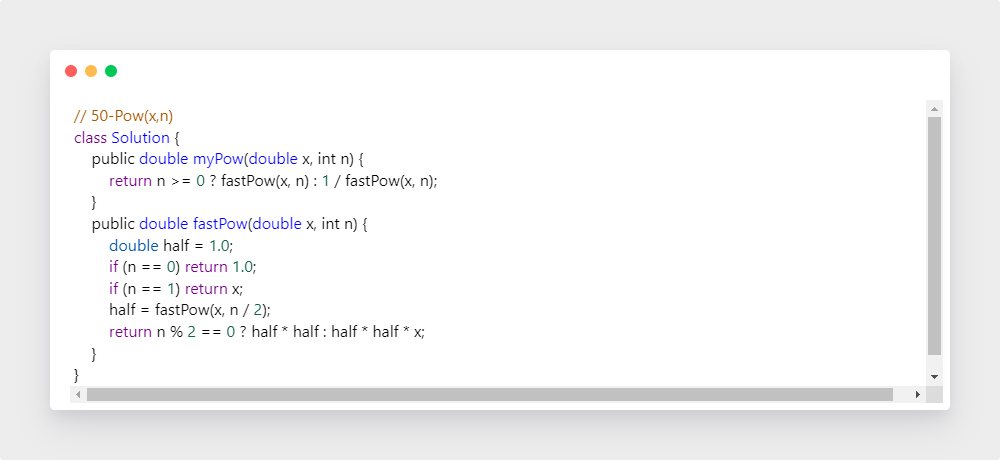 // 50-Pow(x,n)
class Solution {
    public double myPow(double x, int n) {
        return n >= 0 ? fastPow(x, n) : 1 / fastPow(x, n);
    }
    public double fastPow(double x, int n) {
        double half = 1.0;
        if (n == 0) return 1.0;
        if (n == 1) return x;
        half = fastPow(x, n / 2);
        return n % 2 == 0 ? half * half : half * half * x;
    }
}